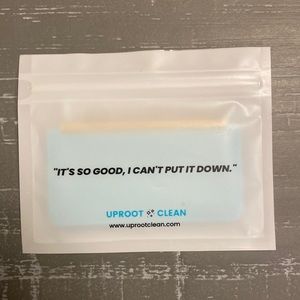 "IT'S SO GOOD, I CAN'T PUT IT DOWN."
UPROOT CLEAN
www.uprootclean.com